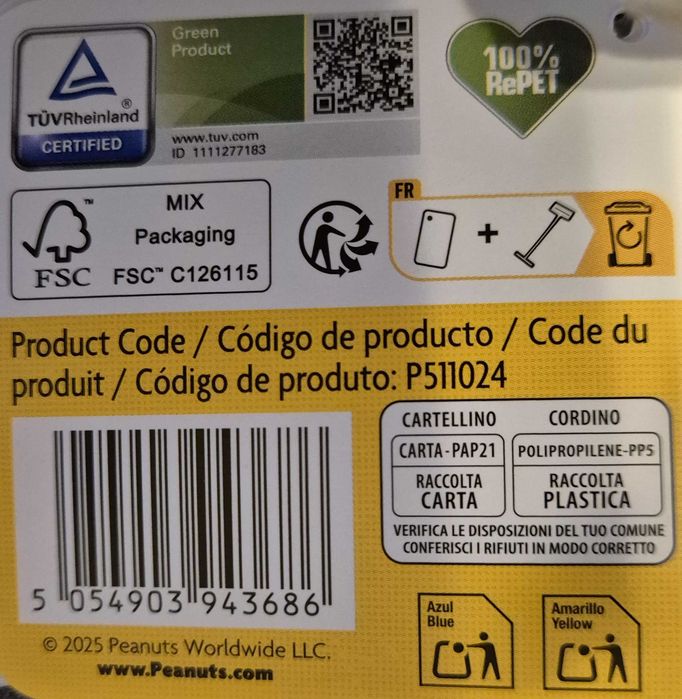 TÜVRheinland®
CERTIFIED
Green
Product
www.tuv.com
ID 1111277183
100%
RePET
FSC™
MIX
Packaging
FSC™ C126115
FR
+
Product Code / Código de producto / Code du
produit / Código de produto: P511024
CARTELLINO CORDINO
CARTA-PAP21 POLIPROPILENE-PP5
RACCOLTA RACCOLTA
CARTA PLASTICA
VERIFICA LE DISPOSIZIONI DEL TUO COMUNE
CONFERISCI I RIFIUTI IN MODO CORRETTO
5 054903 943686
© 2025 Peanuts Worldwide LLC.
www.Peanuts.com
Azul
Blue
Amarillo
Yellow